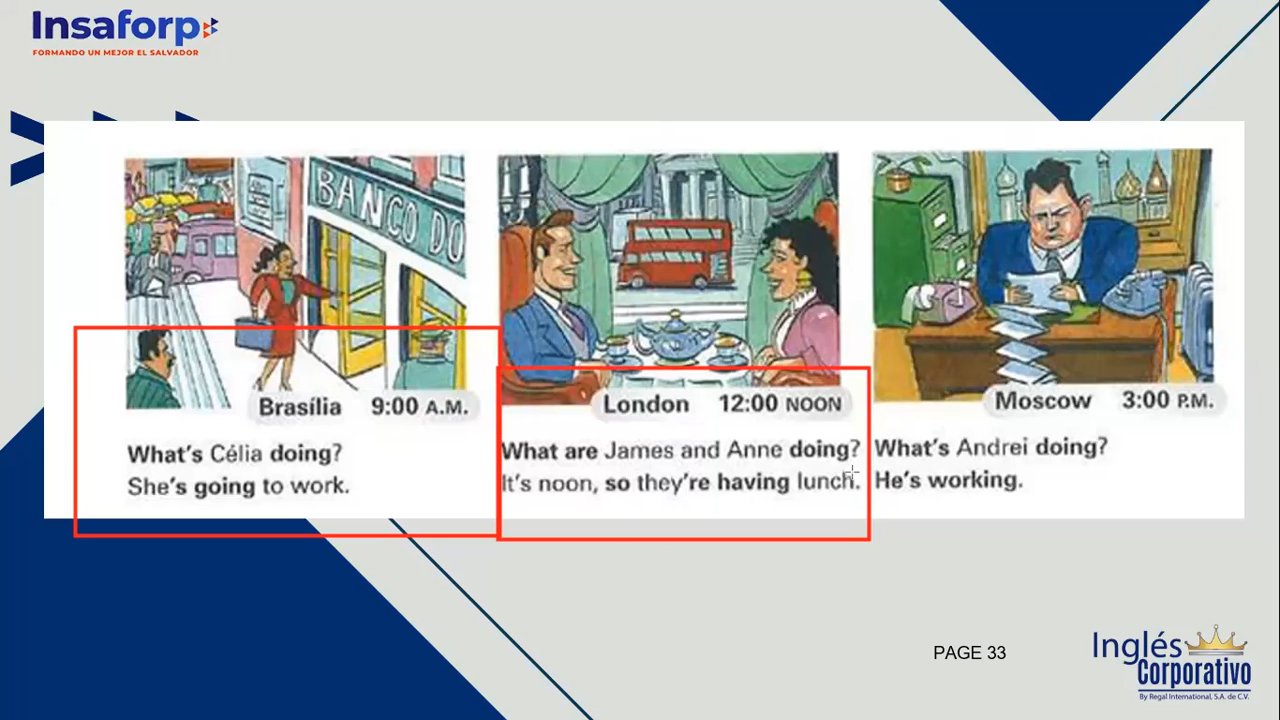 Insaforp
FORMANDO UN MEJOR EL SALVADOR
BANCO DO
Brasília 9:00 A.M.
What's Célia doing?
She's going to work.
London 12:00 NOON
What are James and Anne doing?
It's noon, so they're having lunch.
Moscow 3:00 P.M.
What's Andrei doing?
He's working.
PAGE 33
Inglés
Corporativo
By Regal International, S.A. de C.V.